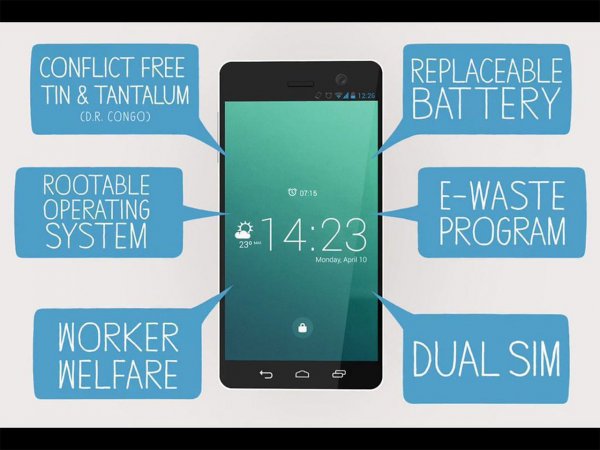 CONFLICT FREE
TIN & TANTALUM
(D.R. CONGO)
REPLACEABLE
BATTERY
12:26
ROOTABLE
OPERATING
SYSTEM
07:15
14:23
23° MAX
Monday, April 10
E-WASTE
PROGRAM
WORKER
WELFARE
DUAL SIM